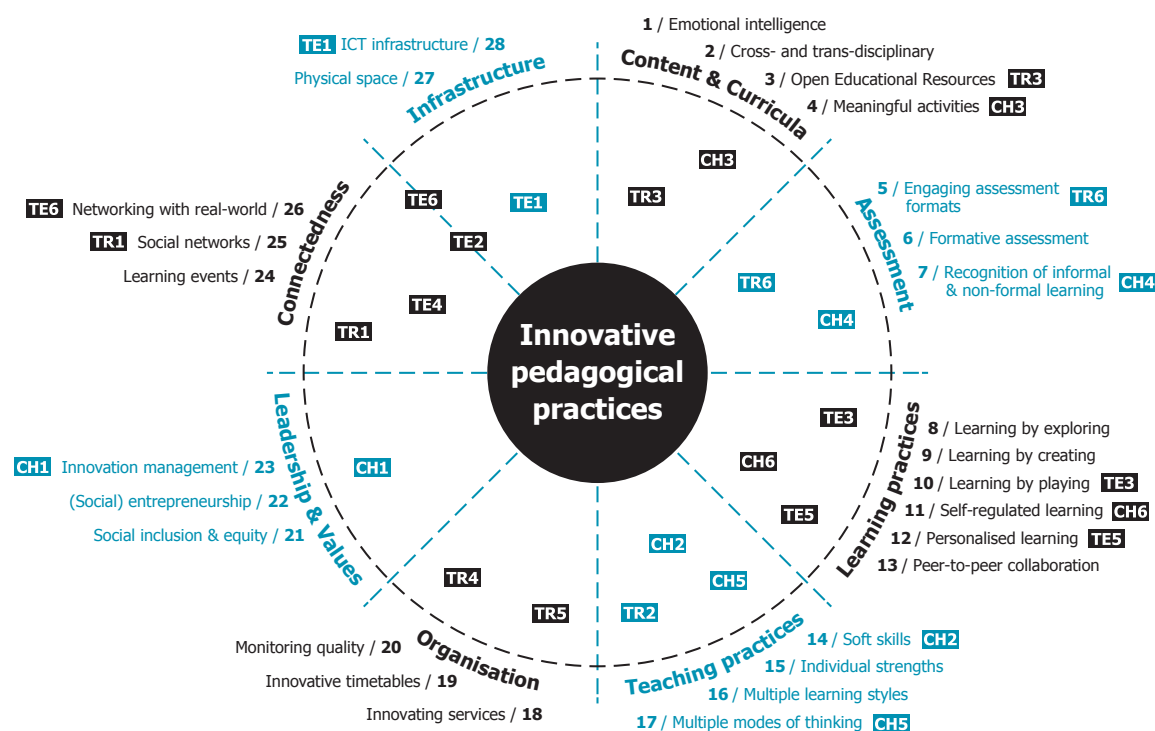 1 / Emotional intelligence
2 / Cross- and trans-disciplinary
3 / Open Educational Resources TR3
4 / Meaningful activities CH3
Content & Curricula
5 / Engaging assessment
formats
TR6
6 / Formative assessment
7 / Recognition of informal
& non-formal learning
CH4
Assessment
8 / Learning by exploring
9 / Learning by creating
10 / Learning by playing TE3
11 / Self-regulated learning CH6
12 / Personalised learning TE5
13 / Peer-to-peer collaboration
Learning practices
14 / Soft skills CH2
15 / Individual strengths
16 / Multiple learning styles
17 / Multiple modes of thinking CH5
Teaching practices
Innovating services / 18
Innovative timetables / 19
Monitoring quality / 20
Organisation
Social inclusion & equity / 21
(Social) entrepreneurship / 22
CH1 Innovation management / 23
Leadership & Values
Learning events / 24
TR1 Social networks / 25
TE6 Networking with real-world / 26
Connectedness
Physical space / 27
TE1 ICT infrastructure / 28
Infrastructure
CH3
TR3
TR6
CH4
TE3
CH6
TE5
CH2
CH5
TR2
TR5
TR4
CH1
TR1
TE4
TE2
TE6
TE1
Innovative
pedagogical
practices